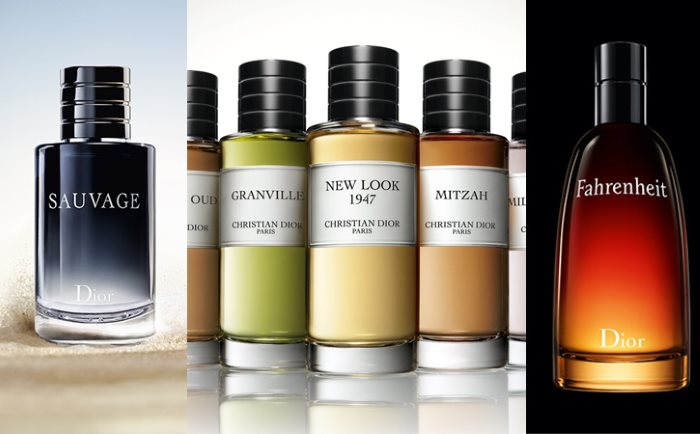 SAUVAGE
Dior
OUD
GRANVILLE
CHRISTIAN DIOR
PARIS
NEW LOOK
1947
CHRISTIAN DIOR
PARIS
MITZAH
CHRISTIAN DIOR
PARIS
Fahrenheit
Dior